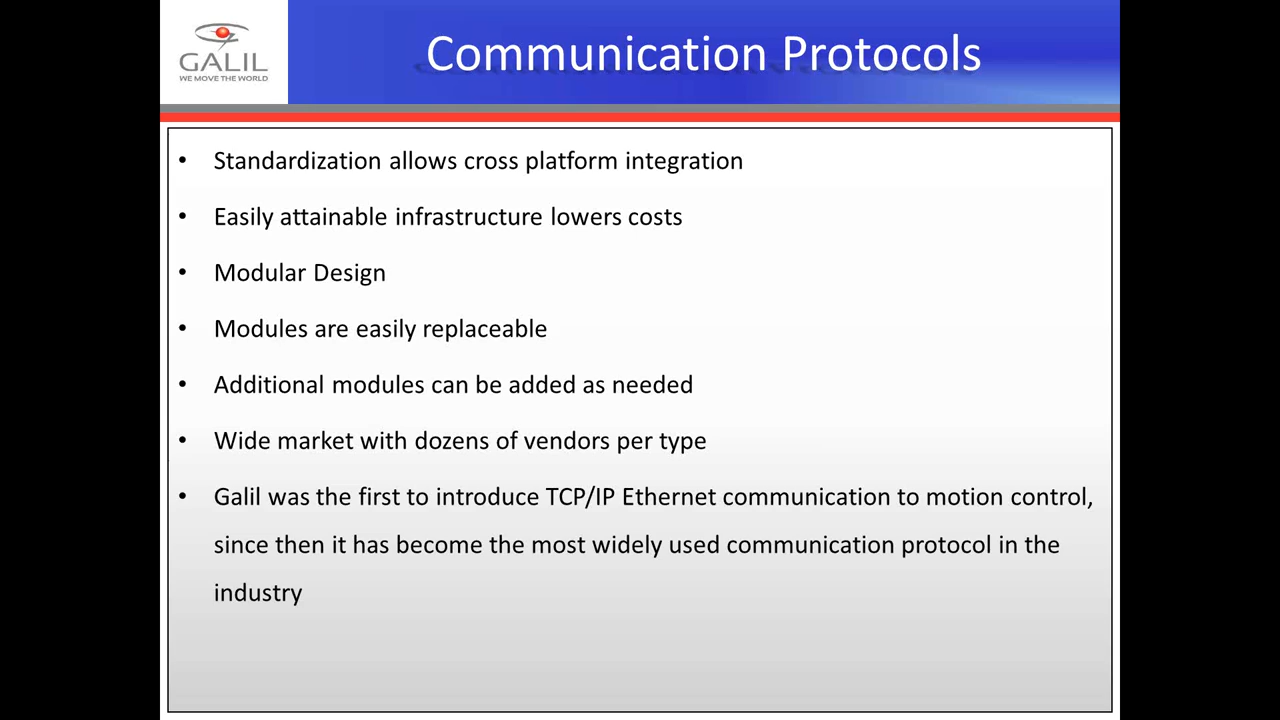 GALIL
WE MOVE THE WORLD
Communication Protocols
• Standardization allows cross platform integration
• Easily attainable infrastructure lowers costs
• Modular Design
• Modules are easily replaceable
• Additional modules can be added as needed
• Wide market with dozens of vendors per type
• Galil was the first to introduce TCP/IP Ethernet communication to motion control,
since then it has become the most widely used communication protocol in the
industry